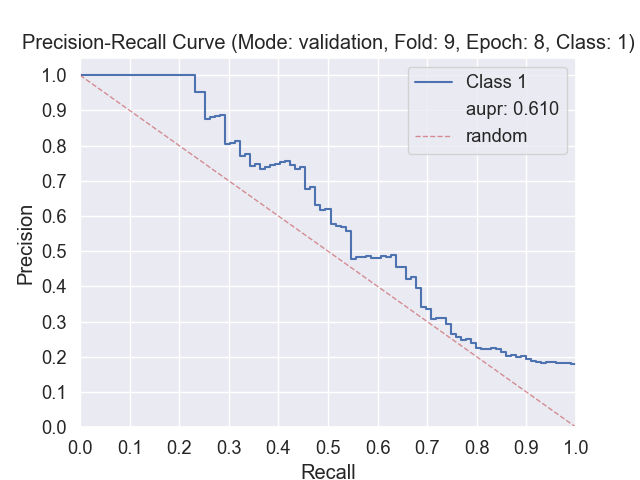 Precision-Recall Curve (Mode: validation, Fold: 9, Epoch: 8, Class: 1)
Class 1
aupr: 0.610
random
Precision
1.0
0.9
0.8
0.7
0.6
0.5
0.4
0.3
0.2
0.1
0.0
0.0 0.1 0.2 0.3 0.4 0.5 0.6 0.7 0.8 0.9 1.0
Recall